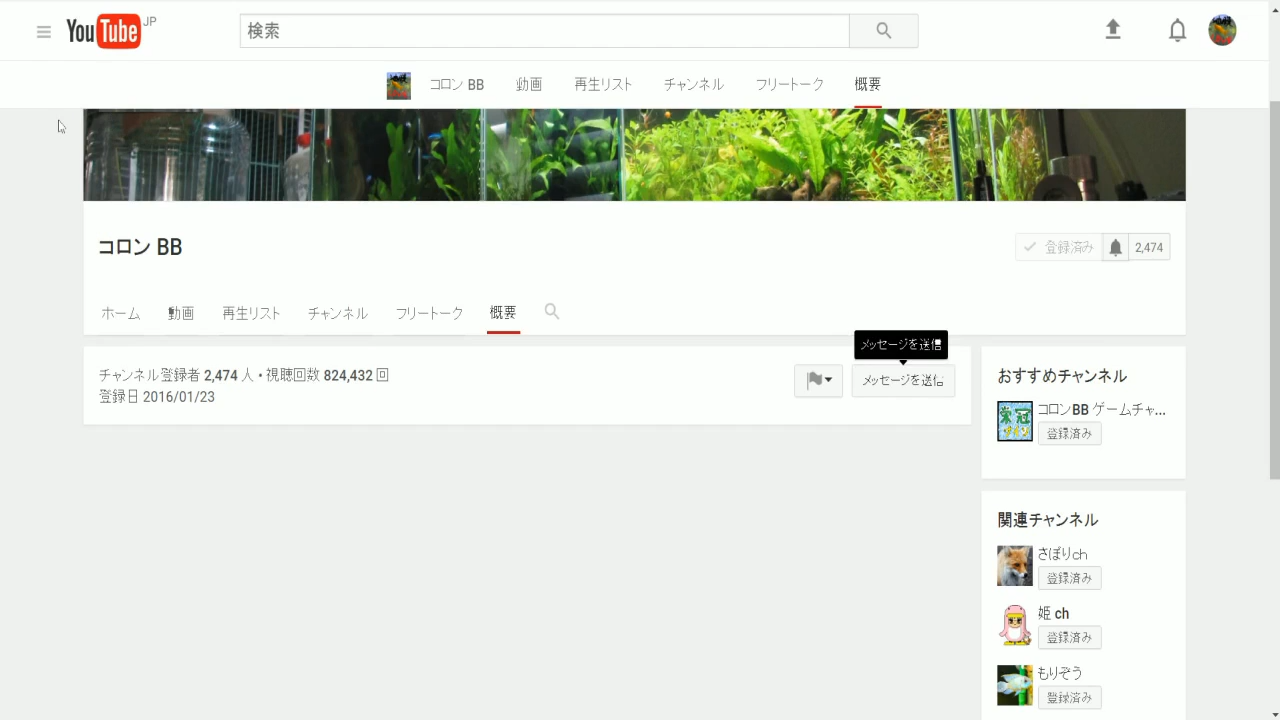 YouTube JP
検索
コロン BB 動画 再生リスト チャンネル フリートーク 概要
コロン BB
登録済み 2,474
ホーム 動画 再生リスト チャンネル フリートーク 概要
メッセージを送信
チャンネル登録者 2,474 人 • 視聴回数 824,432 回
メッセージを送信
登録日 2016/01/23
おすすめチャンネル
コロンBB ゲームチャ...
登録済み
関連チャンネル
さぼりch
登録済み
姫 ch
登録済み
もりぞう
登録済み